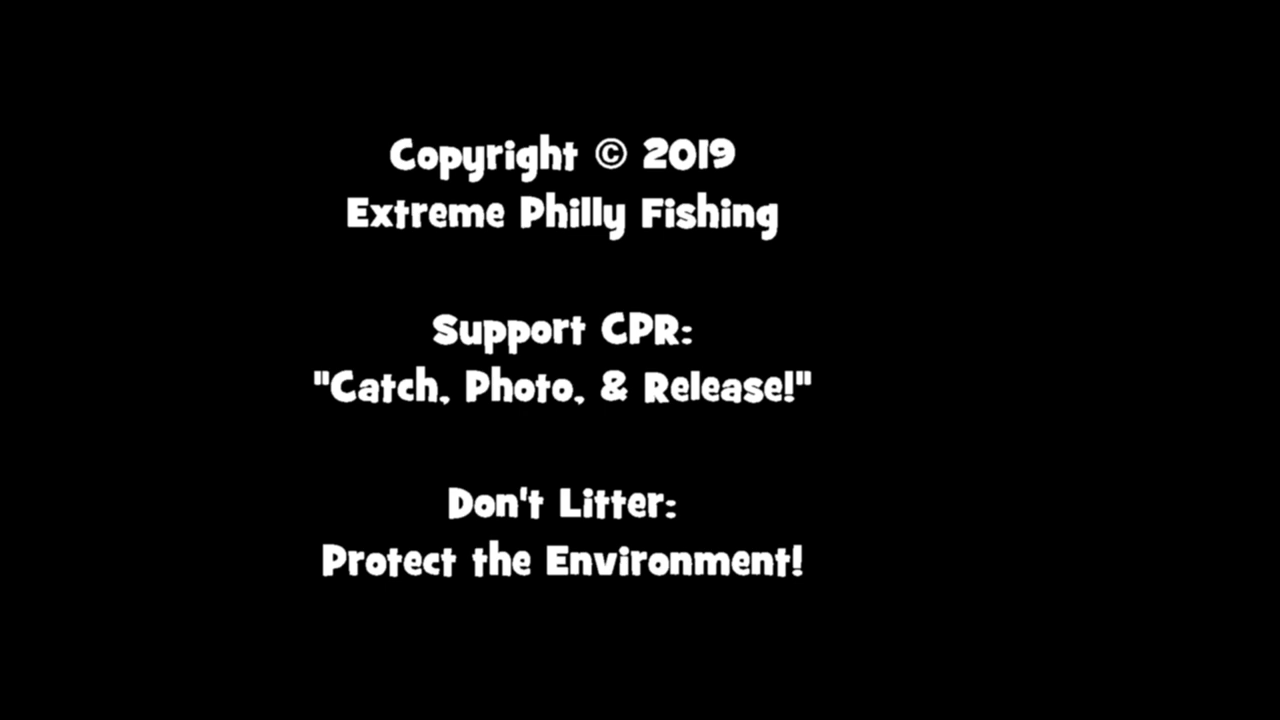 Copyright © 2019
Extreme Philly Fishing
Support CPR:
"Catch, Photo, & Release!"
Don't Litter:
Protect the Environment!